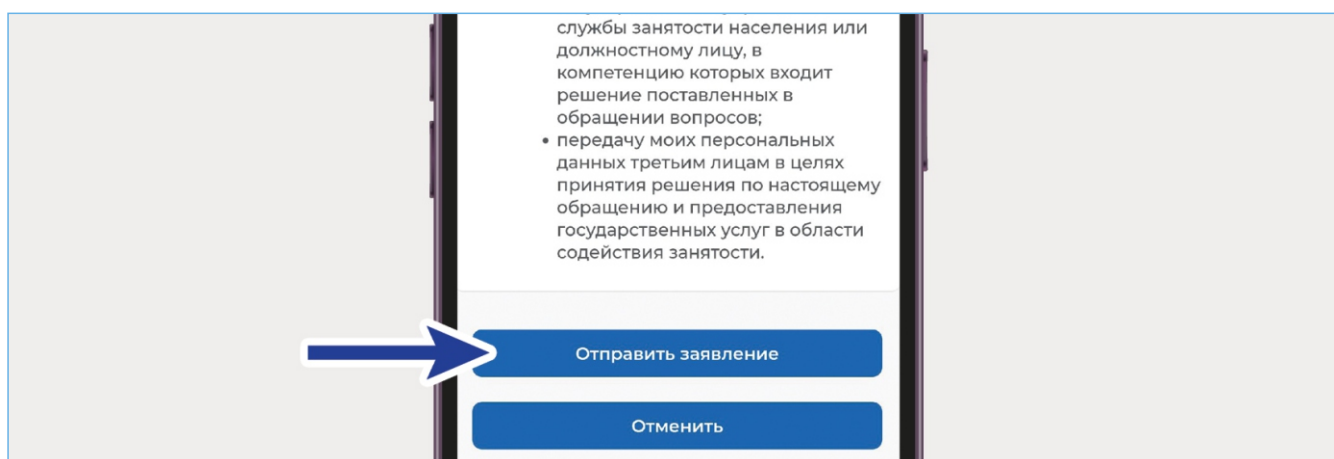 службы занятости населения или
должностному лицу, в
компетенцию которых входит
решение поставленных в
обращении вопросов;
• передачу моих персональных
данных третьим лицам в целях
принятия решения по настоящему
обращению и предоставления
государственных услуг в области
содействия занятости.
Отправить заявление
Отменить